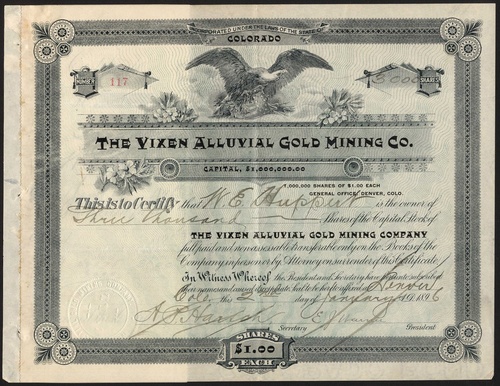 INCORPORATED UNDER THE LAWS OF THE STATE OF
COLORADO
NUMBER
117
SHARES
THE VIXEN ALLUVIAL GOLD MINING CO.
CAPITAL, $1,000,000.00
1,000,000 SHARES OF $1.00 EACH
GENERAL OFFICE, DENVER, COLO.
This is to Certify that W. E. Huppert is the owner of
Three Thousand Shares of the Capital Stock of
THE VIXEN ALLUVIAL GOLD MINING COMPANY
full paid and non-assessable transferable only on the Books of the
Company in person or by Attorney on surrender of this Certificate.
In Witness Whereof the President and Secretary have hereunto subscribed
their names and caused the corporate Seal to be hereto affixed at Denver
Colo. this day of January 1896
Secretary
President
SHARES
$1.00
EACH